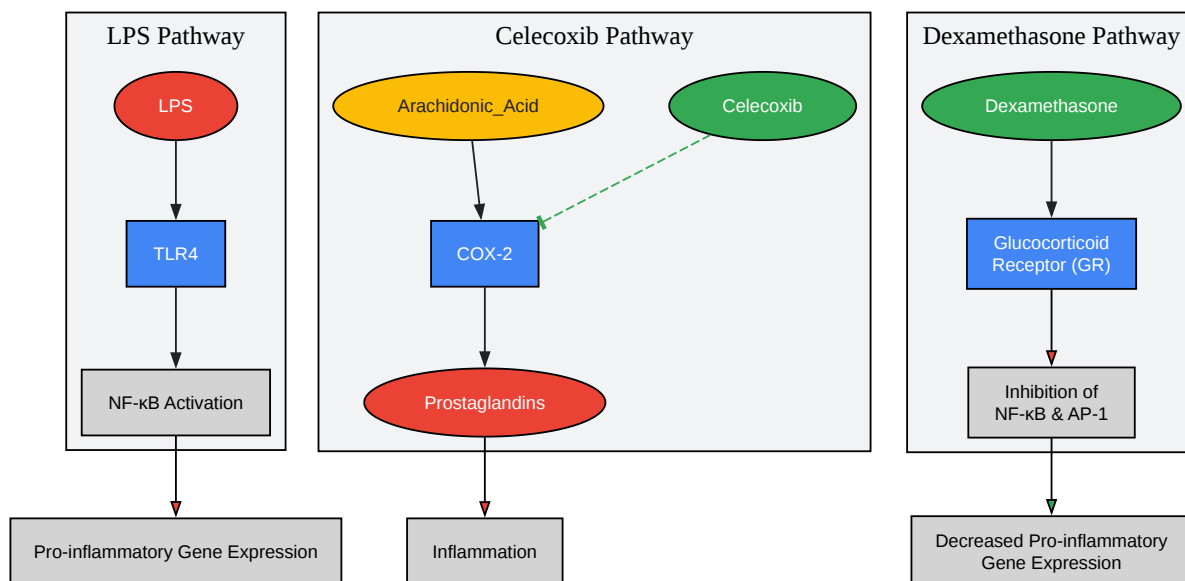 LPS Pathway
LPS
TLR4
NF-κB Activation
Pro-inflammatory Gene Expression
Celecoxib Pathway
Arachidonic_Acid
Celecoxib
COX-2
Prostaglandins
Inflammation
Dexamethasone Pathway
Dexamethasone
Glucocorticoid
Receptor (GR)
Inhibition of
NF-κB & AP-1
Decreased Pro-inflammatory
Gene Expression